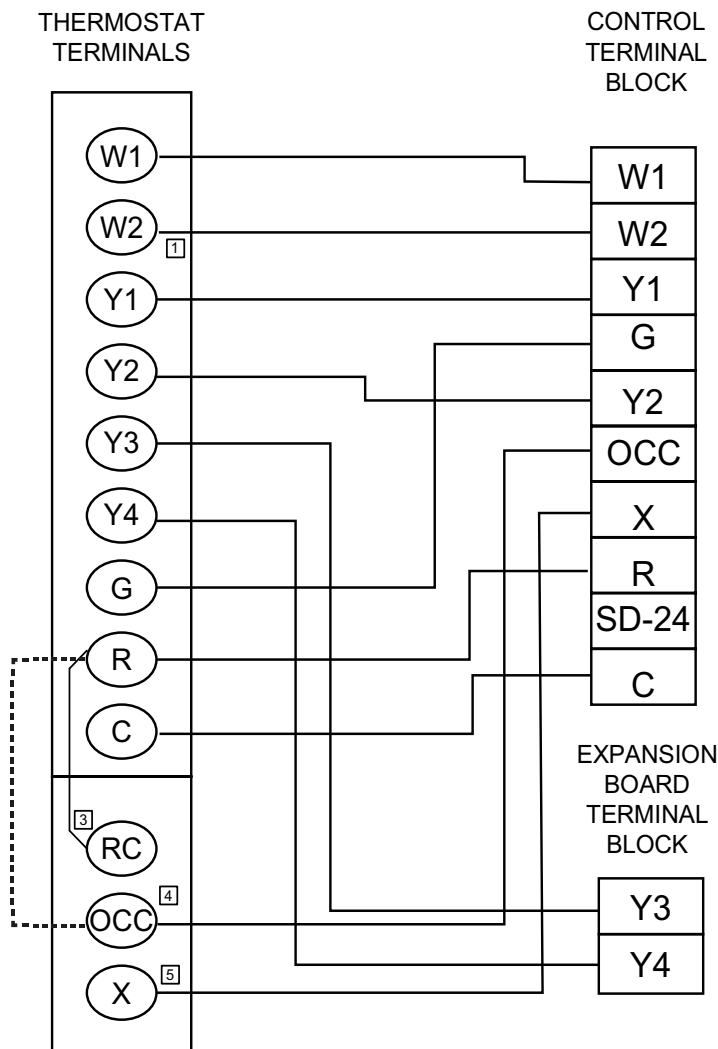 THERMOSTAT
TERMINALS
W1
W2
1
Y1
Y2
Y3
Y4
G
R
C
3
RC
4
OCC
5
X
CONTROL
TERMINAL
BLOCK
W1
W2
Y1
G
Y2
OCC
X
R
SD-24
C
EXPANSION
BOARD
TERMINAL
BLOCK
Y3
Y4